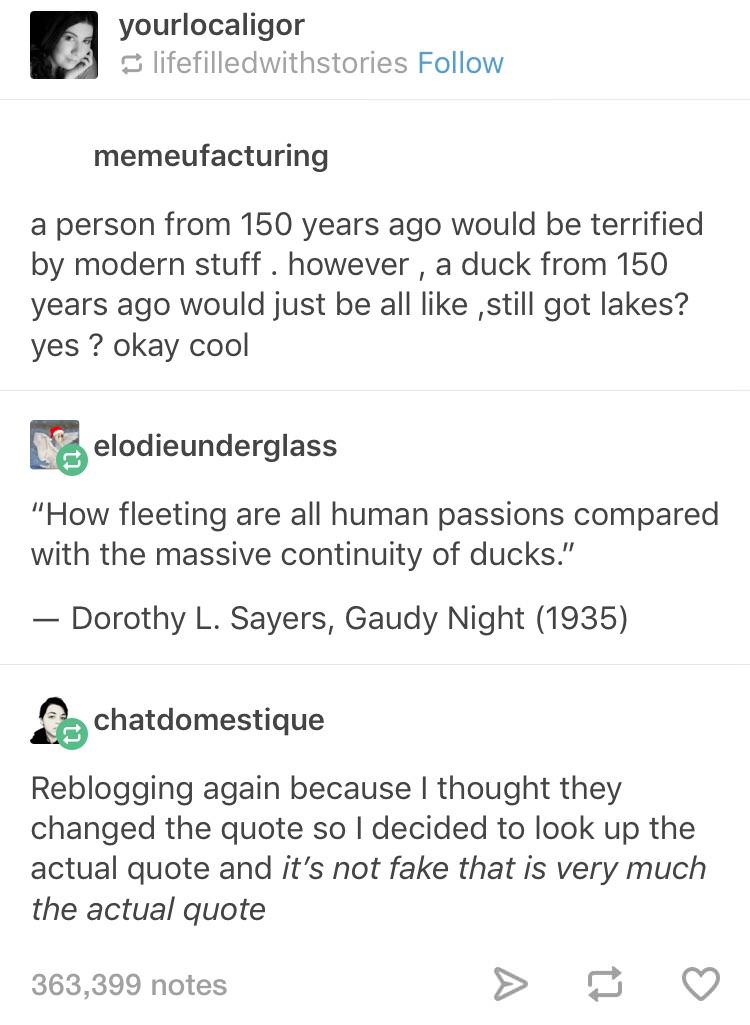 yourlocaligor
lifefilledwithstories Follow
memeufacturing
a person from 150 years ago would be terrified
by modern stuff . however , a duck from 150
years ago would just be all like ,still got lakes?
yes ? okay cool
elodieunderglass
“How fleeting are all human passions compared
with the massive continuity of ducks.”
— Dorothy L. Sayers, Gaudy Night (1935)
chatdomestique
Reblogging again because I thought they
changed the quote so I decided to look up the
actual quote and it’s not fake that is very much
the actual quote
363,399 notes